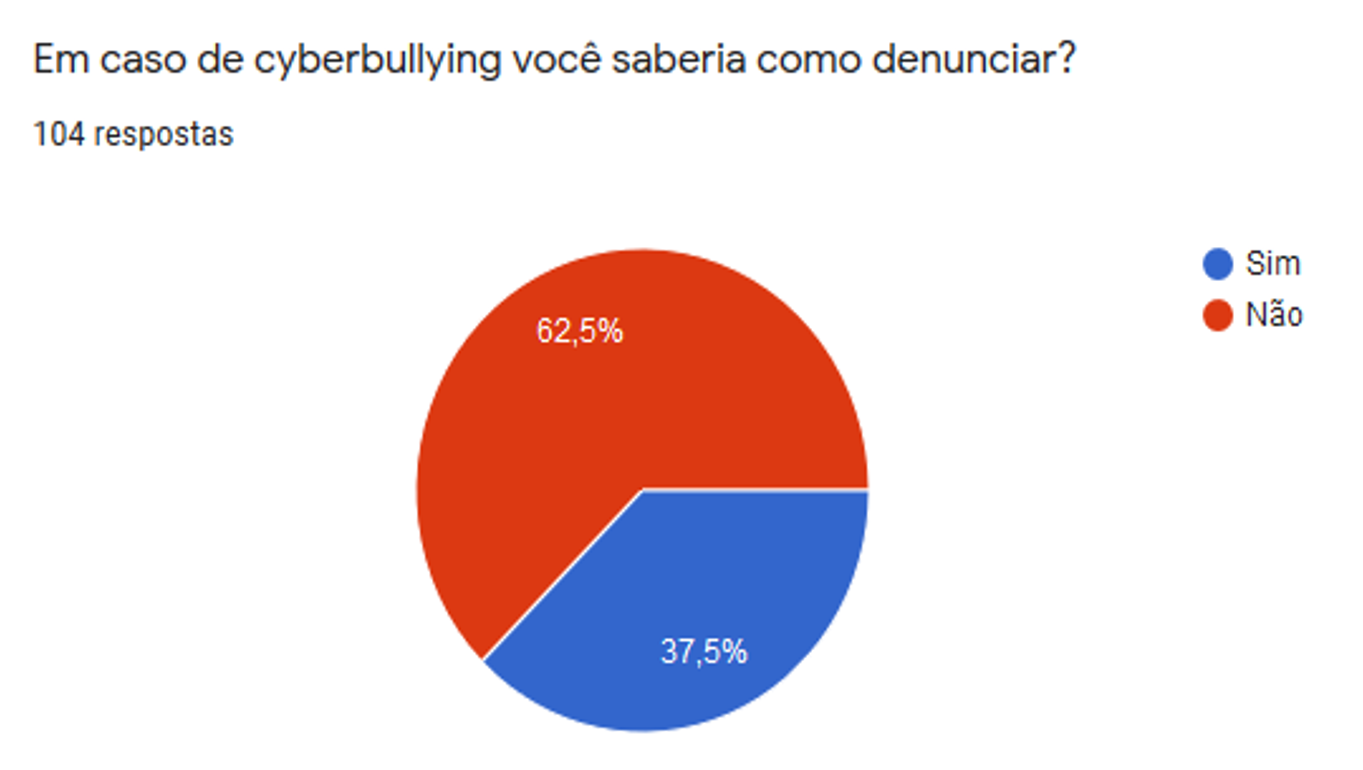 Em caso de cyberbullying você saberia como denunciar?
104 respostas
Sim
Não
62,5%
37,5%